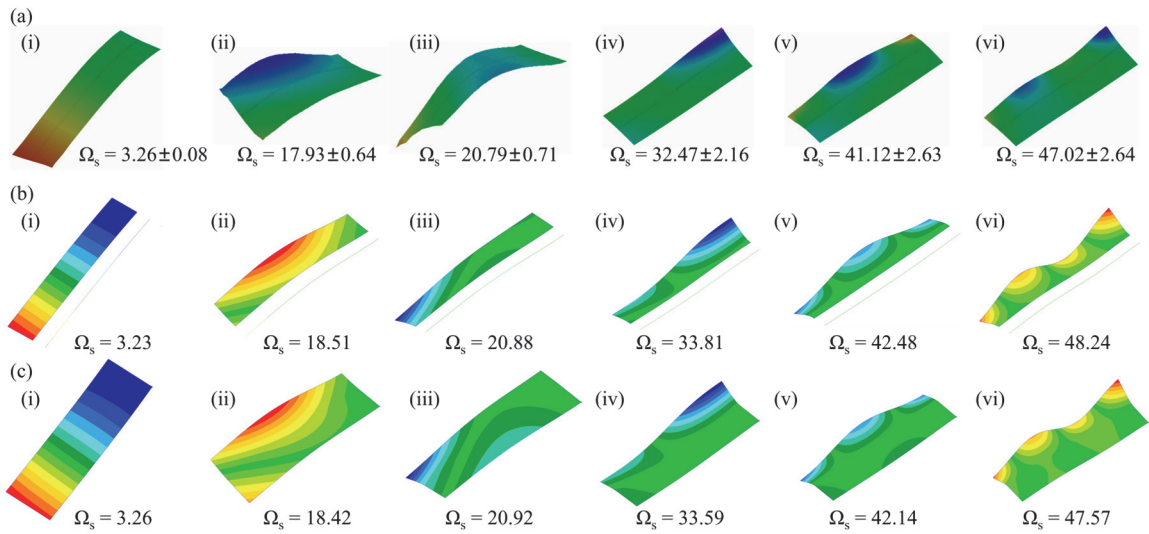 (a)
(i) (ii) (iii) (iv) (v) (vi)
Ωs = 3.26±0.08 Ωs = 17.93±0.64 Ωs = 20.79±0.71 Ωs = 32.47±2.16 Ωs = 41.12±2.63 Ωs = 47.02±2.64
(b)
(i) (ii) (iii) (iv) (v) (vi)
Ωs = 3.23 Ωs = 18.51 Ωs = 20.88 Ωs = 33.81 Ωs = 42.48 Ωs = 48.24
(c)
(i) (ii) (iii) (iv) (v) (vi)
Ωs = 3.26 Ωs = 18.42 Ωs = 20.92 Ωs = 33.59 Ωs = 42.14 Ωs = 47.57